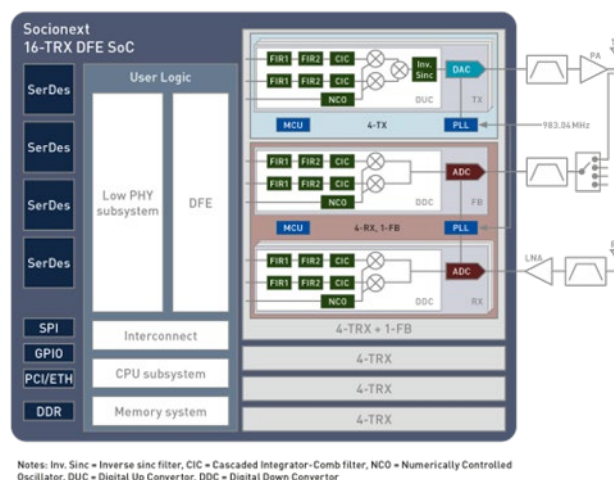 Socionext
16-TRX DFE SoC
SerDes
SerDes
SerDes
SerDes
SPI
GPIO
PCI/ETH
DDR
User Logic
Low PHY
subsystem
DFE
Interconnect
CPU subsystem
Memory system
FIR1 FIR2 CIC
FIR1 FIR2 CIC
NCO
Inv.
Sinc
DAC
DUC
TX
MCU
4-TX
PLL
FIR1 FIR2 CIC
FIR1 FIR2 CIC
NCO
ADC
DDC
FB
MCU
4-RX, 1-FB
PLL
FIR1 FIR2 CIC
FIR1 FIR2 CIC
NCO
ADC
DDC
RX
4-TRX + 1-FB
4-TRX
4-TRX
4-TRX
PA
983.04MHz
LNA
Notes: Inv. Sinc = Inverse sinc filter, CIC = Cascaded Integrator-Comb filter, NCO = Numerically Controlled
Oscillator, DUC = Digital Up Convertor, DDC = Digital Down Convertor